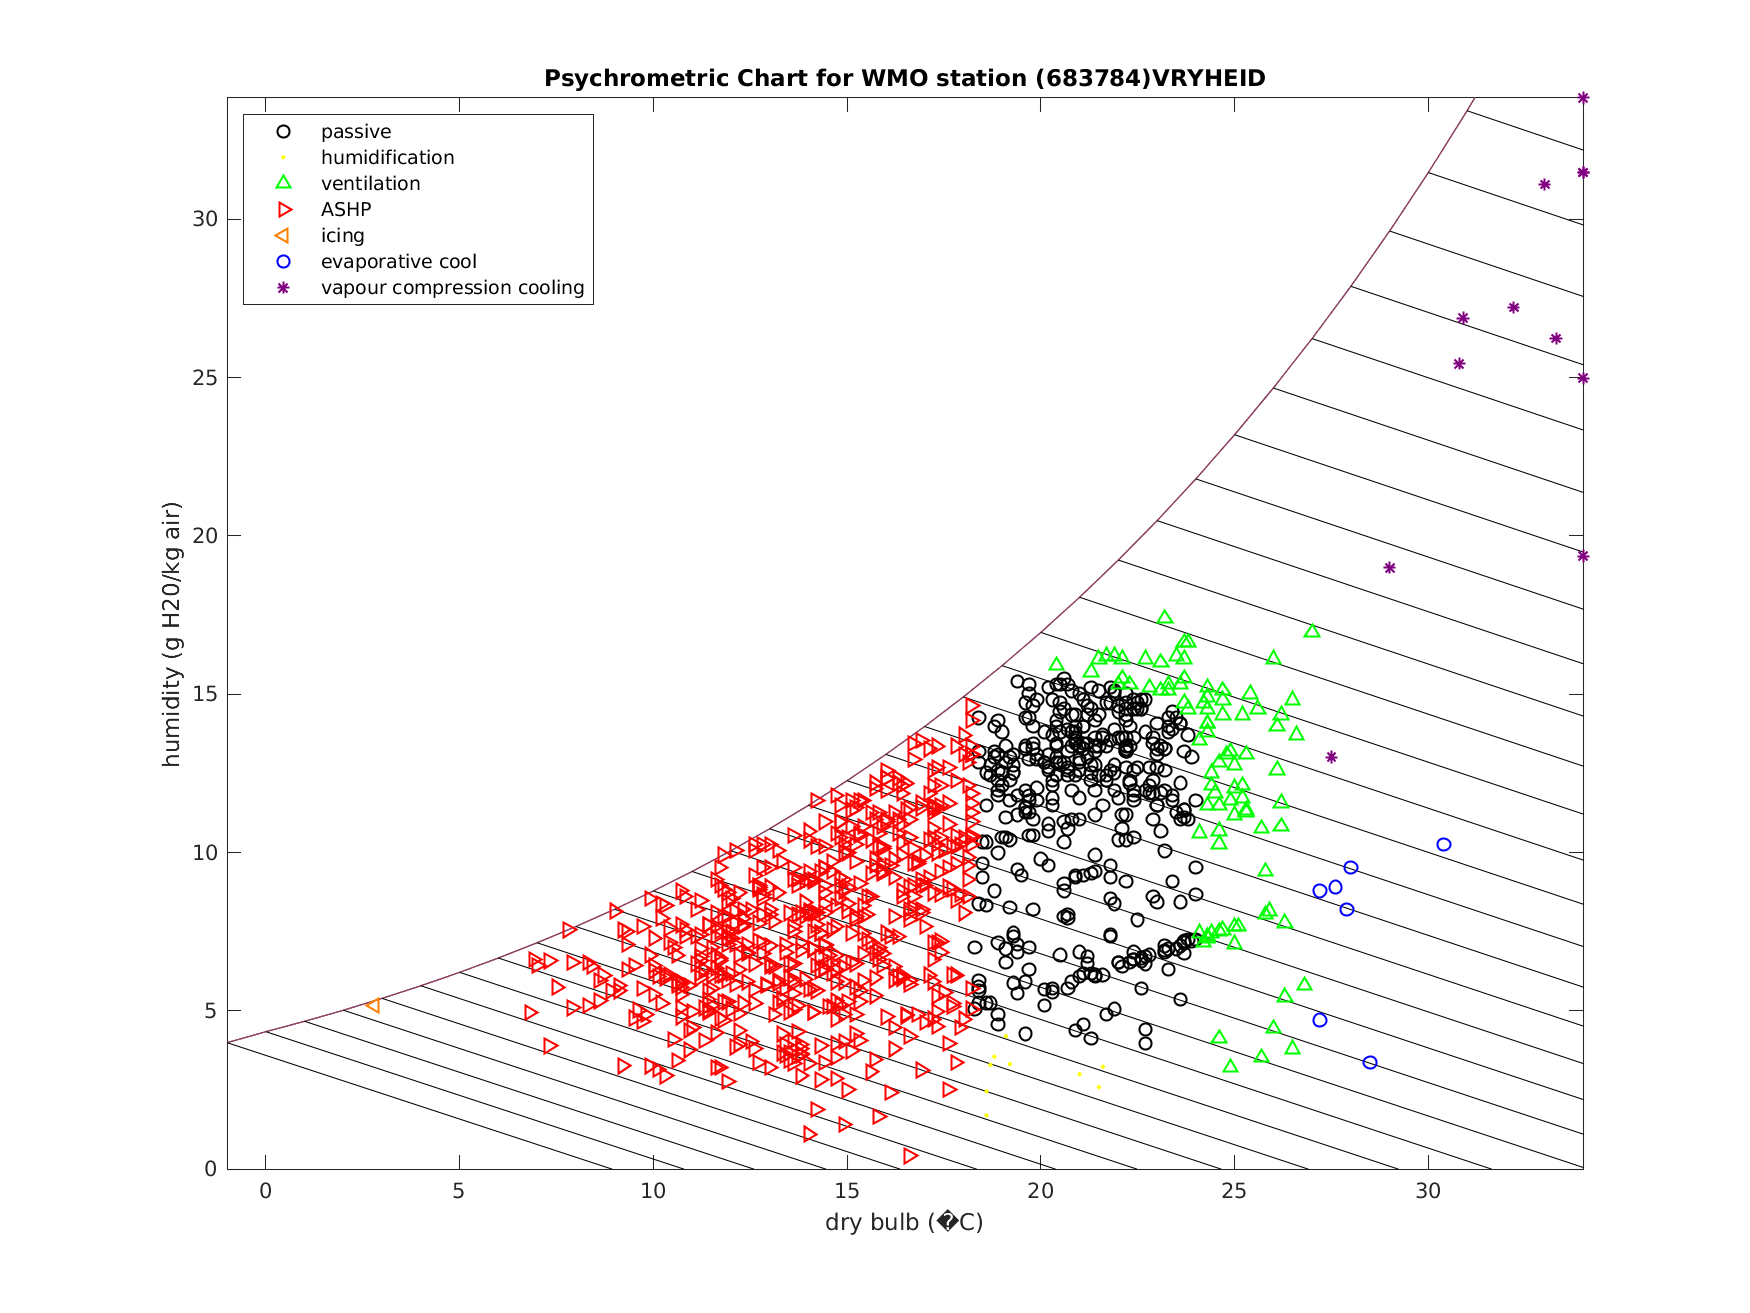 Psychrometric Chart for WMO station (683784)VRYHEID
passive
humidification
ventilation
ASHP
icing
evaporative cool
vapour compression cooling
humidity (g H20/kg air)
30
25
20
15
10
5
0
0 5 10 15 20 25 30
dry bulb (�C)